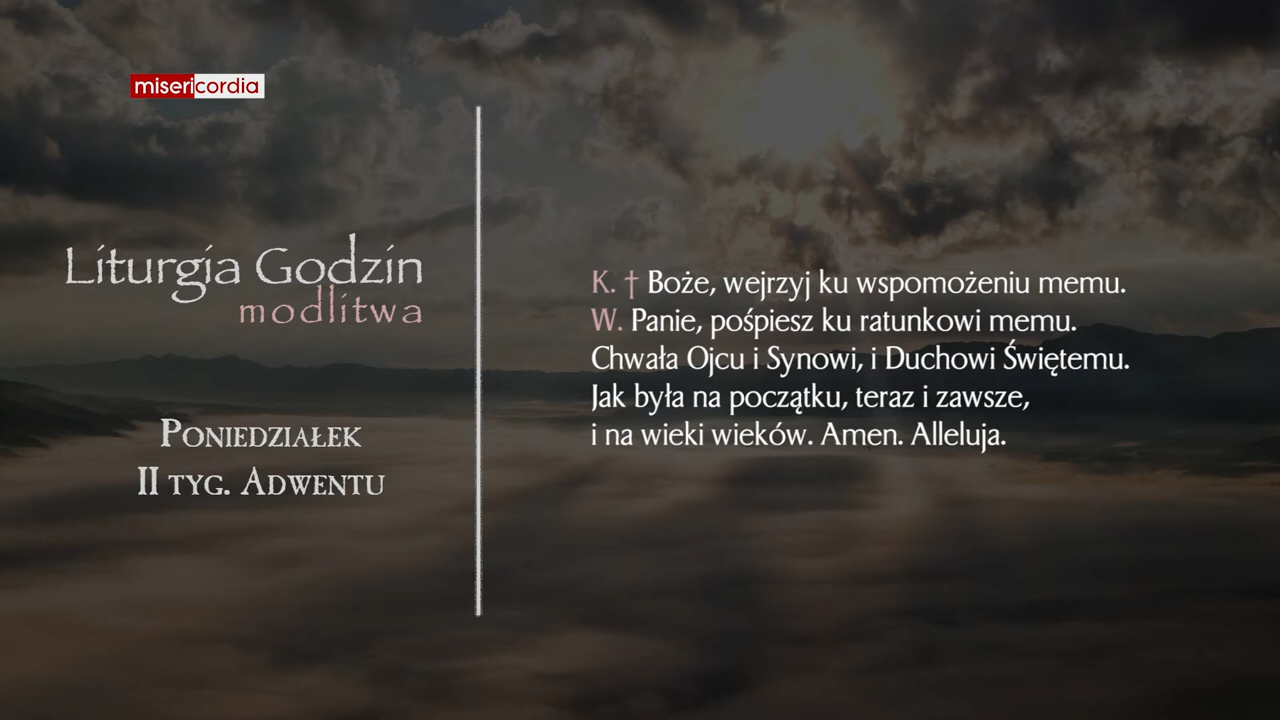 misericordia
Liturgia Godzin
modlitwa
Poniedziałek
II tyg. Adwentu
K. † Boże, wejrzyj ku wspomożeniu memu.
W. Panie, pośpiesz ku ratunkowi memu.
Chwała Ojcu i Synowi, i Duchowi Świętemu.
Jak była na początku, teraz i zawsze,
i na wieki wieków. Amen. Alleluja.